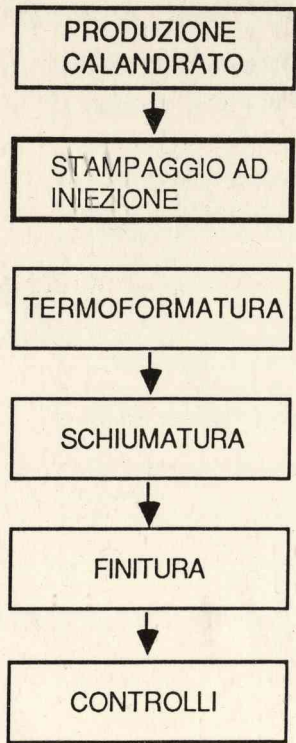 PRODUZIONE
CALANDRATO
STAMPAGGIO AD
INIEZIONE
TERMOFORMATURA
SCHIUMATURA
FINITURA
CONTROLLI